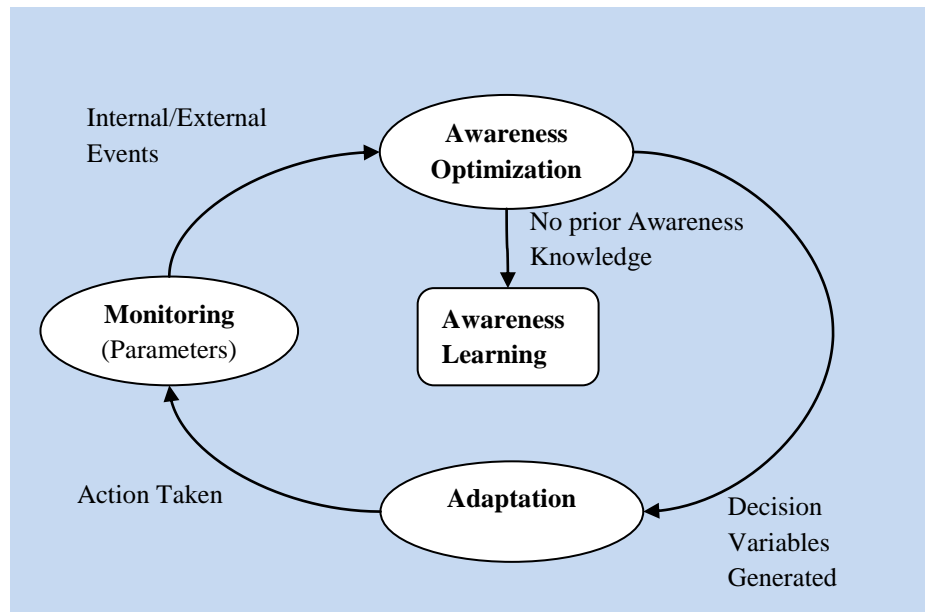 Internal/External
Events
Awareness
Optimization
No prior Awareness
Knowledge
Monitoring
(Parameters)
Awareness
Learning
Action Taken
Adaptation
Decision
Variables
Generated